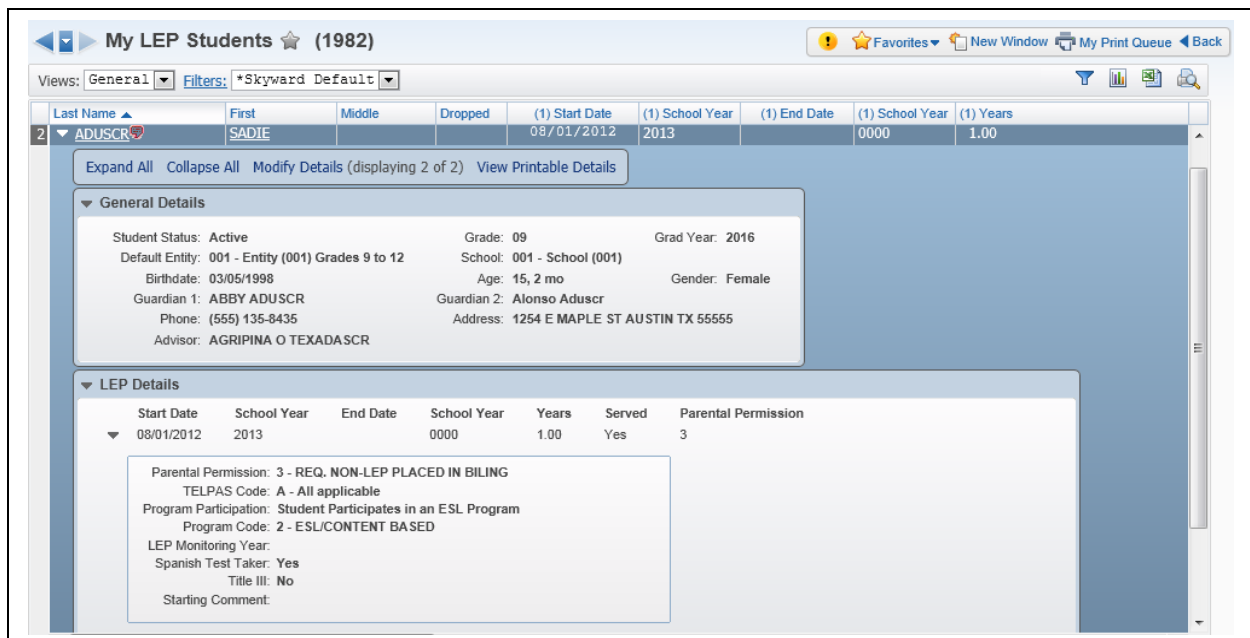 My LEP Students (1982)
Favorites New Window My Print Queue Back
Views: General Filters: *Skyward Default
Last Name First Middle Dropped (1) Start Date (1) School Year (1) End Date (1) School Year (1) Years
2 ADUSCR SADIE 08/01/2012 2013 0000 1.00
Expand All Collapse All Modify Details (displaying 2 of 2) View Printable Details
General Details
Student Status: Active Grade: 09 Grad Year: 2016
Default Entity: 001 - Entity (001) Grades 9 to 12 School: 001 - School (001)
Birthdate: 03/05/1998 Age: 15, 2 mo Gender: Female
Guardian 1: ABBY ADUSCR Guardian 2: Alonso Aduscr
Phone: (555) 135-8435 Address: 1254 E MAPLE ST AUSTIN TX 55555
Advisor: AGRIPINA O TEXADASCR
LEP Details
Start Date School Year End Date School Year Years Served Parental Permission
08/01/2012 2013 0000 1.00 Yes 3
Parental Permission: 3 - REQ. NON-LEP PLACED IN BILING
TELPAS Code: A - All applicable
Program Participation: Student Participates in an ESL Program
Program Code: 2 - ESL/CONTENT BASED
LEP Monitoring Year:
Spanish Test Taker: Yes
Title III: No
Starting Comment: